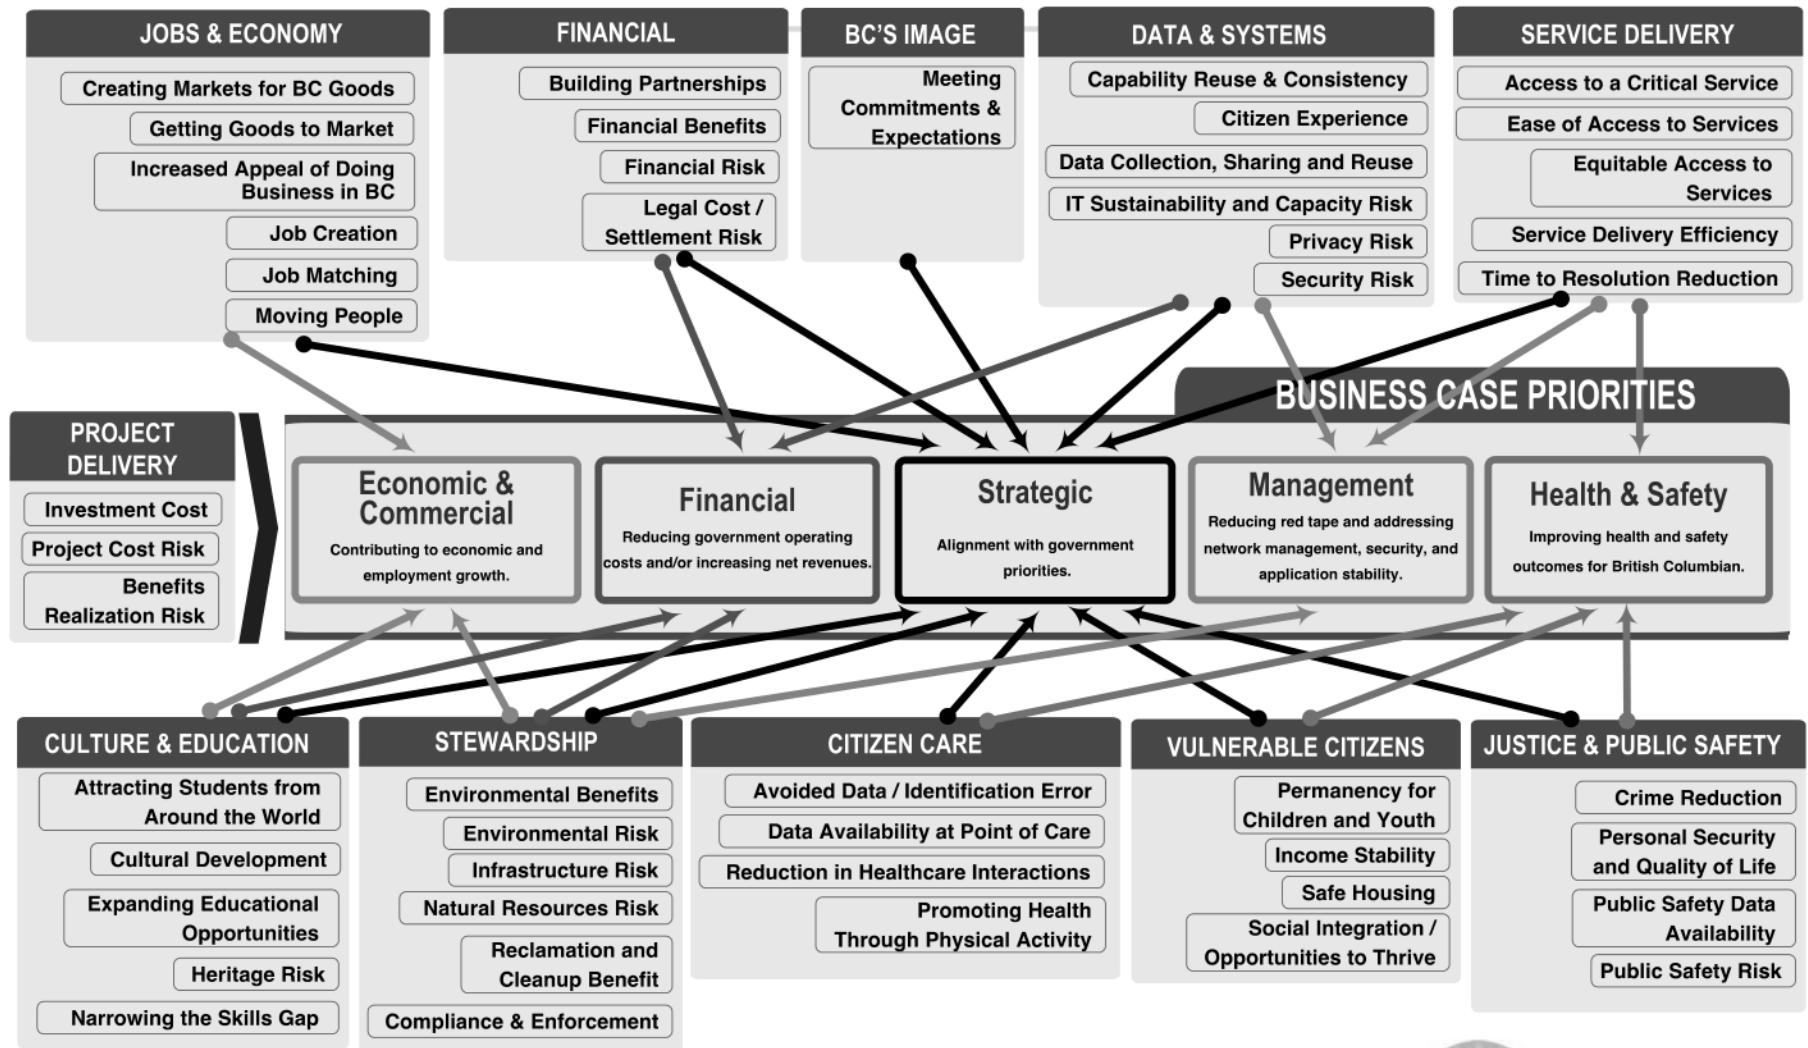 JOBS & ECONOMY
Creating Markets for BC Goods
Getting Goods to Market
Increased Appeal of Doing
Business in BC
Job Creation
Job Matching
Moving People
FINANCIAL
Building Partnerships
Financial Benefits
Financial Risk
Legal Cost /
Settlement Risk
BC'S IMAGE
Meeting
Commitments &
Expectations
DATA & SYSTEMS
Capability Reuse & Consistency
Citizen Experience
Data Collection, Sharing and Reuse
IT Sustainability and Capacity Risk
Privacy Risk
Security Risk
SERVICE DELIVERY
Access to a Critical Service
Ease of Access to Services
Equitable Access to
Services
Service Delivery Efficiency
Time to Resolution Reduction
BUSINESS CASE PRIORITIES
PROJECT
DELIVERY
Investment Cost
Project Cost Risk
Benefits
Realization Risk
Economic &
Commercial
Contributing to economic and
employment growth.
Financial
Reducing government operating
costs and/or increasing net revenues.
Strategic
Alignment with government
priorities.
Management
Reducing red tape and addressing
network management, security, and
application stability.
Health & Safety
Improving health and safety
outcomes for British Columbian.
CULTURE & EDUCATION
Attracting Students from
Around the World
Cultural Development
Expanding Educational
Opportunities
Heritage Risk
Narrowing the Skills Gap
STEWARDSHIP
Environmental Benefits
Environmental Risk
Infrastructure Risk
Natural Resources Risk
Reclamation and
Cleanup Benefit
Compliance & Enforcement
CITIZEN CARE
Avoided Data / Identification Error
Data Availability at Point of Care
Reduction in Healthcare Interactions
Promoting Health
Through Physical Activity
VULNERABLE CITIZENS
Permanency for
Children and Youth
Income Stability
Safe Housing
Social Integration /
Opportunities to Thrive
JUSTICE & PUBLIC SAFETY
Crime Reduction
Personal Security
and Quality of Life
Public Safety Data
Availability
Public Safety Risk